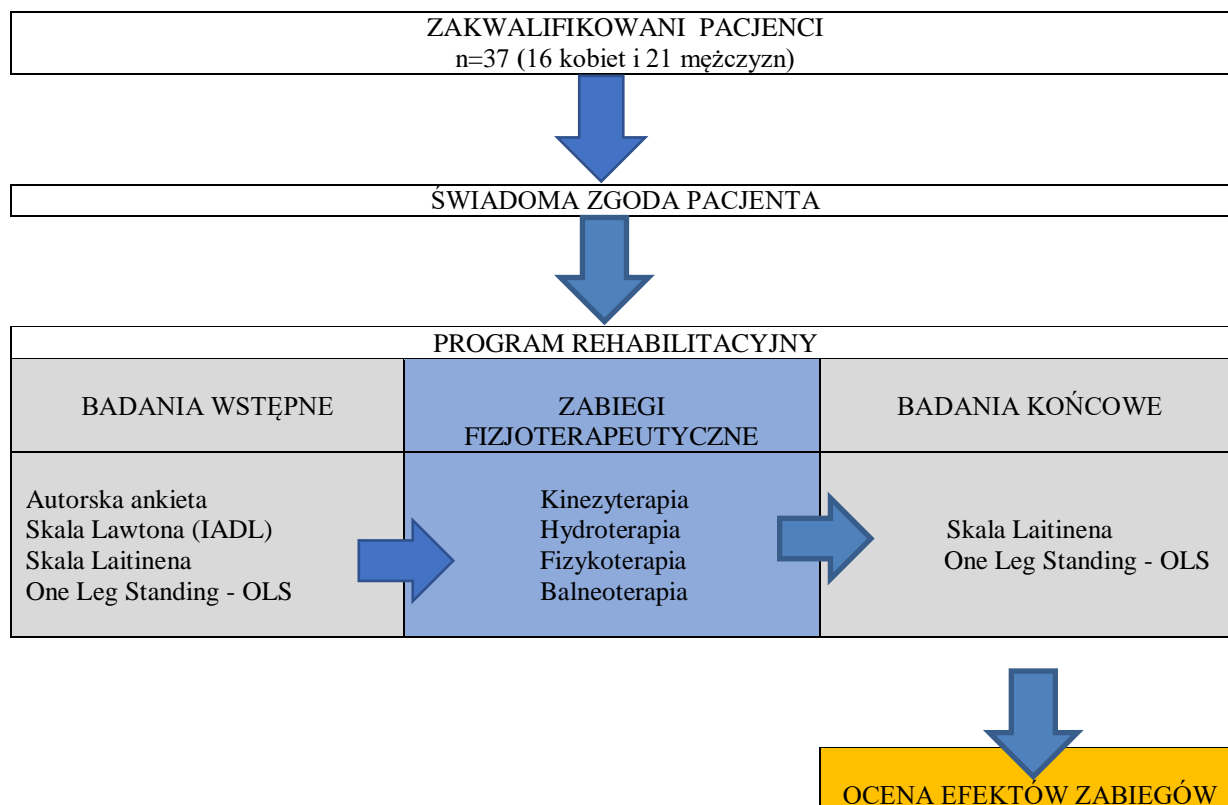 ZAKWALIFIKOWANI PACJENCI
n=37 (16 kobiet i 21 mężczyzn)
ŚWIADOMA ZGODA PACJENTA
PROGRAM REHABILITACYJNY
BADANIA WSTĘPNE
ZABIEGI
FIZJOTERAPEUTYCZNE
BADANIA KOŃCOWE
Autorska ankieta
Skala Lawtona (IADL)
Skala Laitinena
One Leg Standing - OLS
Kinezyterapia
Hydroterapia
Fizykoterapia
Balneoterapia
Skala Laitinena
One Leg Standing - OLS
OCENA EFEKTÓW ZABIEGÓW